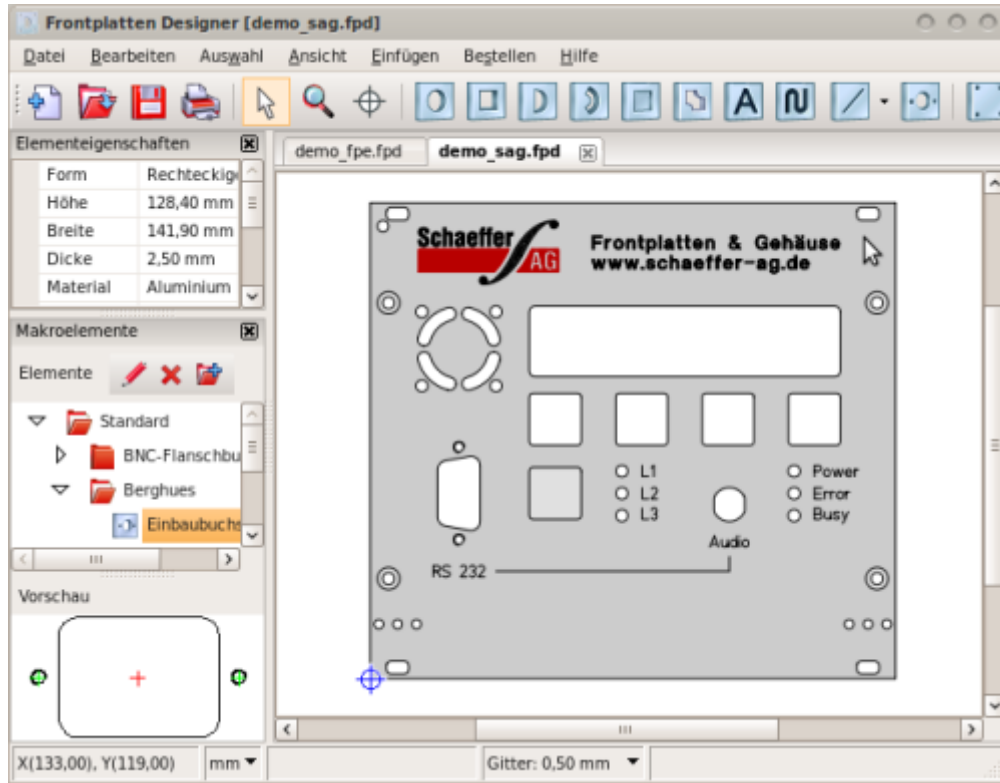 Frontplatten Designer [demo_sag.fpd]
Datei Bearbeiten Auswahl Ansicht Einfügen Bestellen Hilfe
A
Elementeigenschaften
Form Rechteckige
Höhe 128,40 mm
Breite 141,90 mm
Dicke 2,50 mm
Material Aluminium
Makroelemente
Elemente
Standard
BNC-Flanschbu
Berghues
Einbaubuchs
Vorschau
demo_fpe.fpd demo_sag.fpd
Schaeffer
AG
Frontplatten & Gehäuse
www.schaeffer-ag.de
L1
L2
L3
Power
Error
Busy
Audio
RS 232
X(133,00), Y(119,00) mm Gitter: 0,50 mm